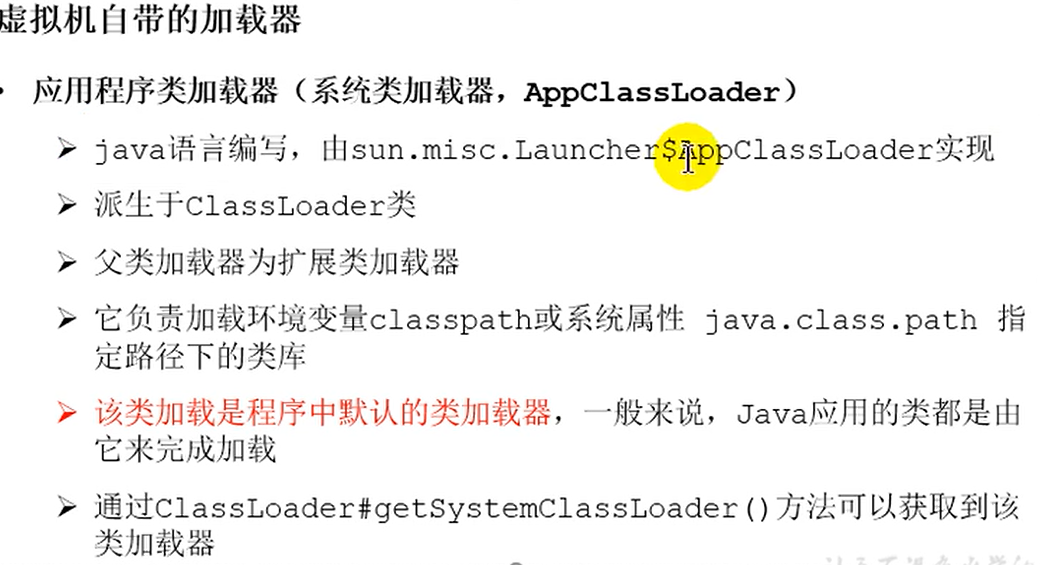 虚拟机自带的加载器
• 应用程序类加载器（系统类加载器，AppClassLoader）
➢ java语言编写，由sun.misc.Launcher$AppClassLoader实现
➢ 派生于ClassLoader类
➢ 父类加载器为扩展类加载器
➢ 它负责加载环境变量classpath或系统属性 java.class.path 指
定路径下的类库
➢ 该类加载是程序中默认的类加载器，一般来说，Java应用的类都是由
它来完成加载
➢ 通过ClassLoader#getSystemClassLoader()方法可以获取到该
类加载器